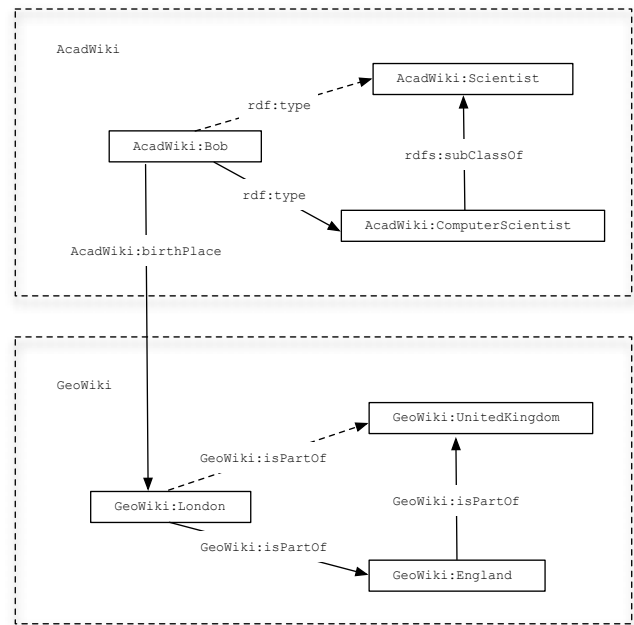 AcadWiki
AcadWiki:Scientist
rdf:type
AcadWiki:Bob
rdfs:subClassOf
rdf:type
AcadWiki:ComputerScientist
AcadWiki:birthPlace
GeoWiki
GeoWiki:UnitedKingdom
GeoWiki:isPartOf
GeoWiki:isPartOf
GeoWiki:London
GeoWiki:isPartOf
GeoWiki:England